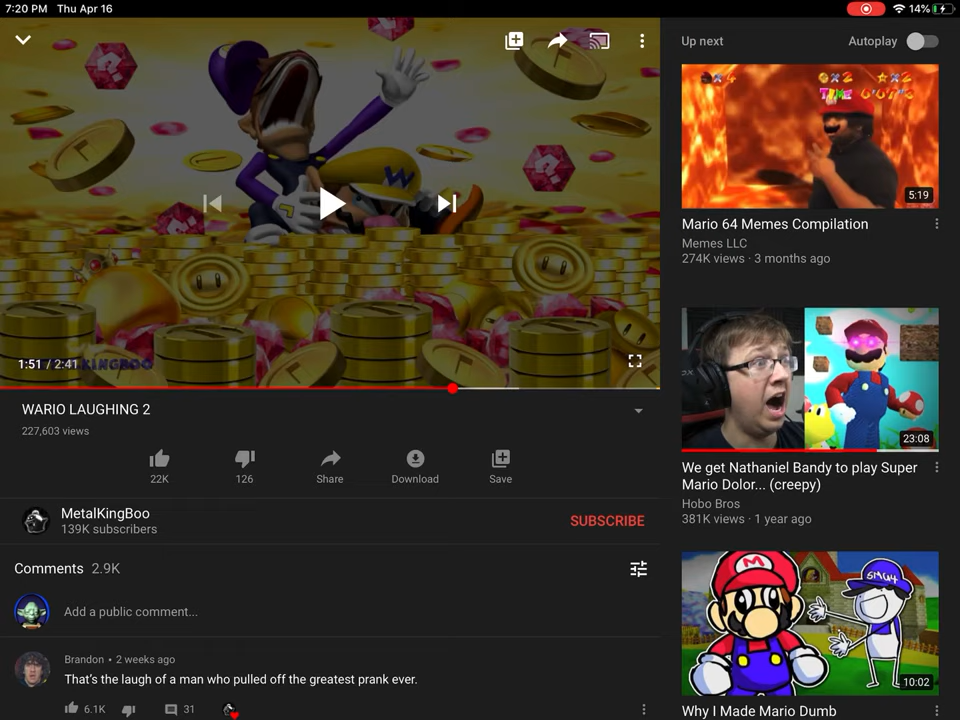 7:20 PM Thu Apr 16
14%
W
1:51 / 2:41
KINGBOO
WARIO LAUGHING 2
227,603 views
22K
126
Share
Download
Save
MetalKingBoo
139K subscribers
SUBSCRIBE
Comments 2.9K
Add a public comment...
Brandon • 2 weeks ago
That's the laugh of a man who pulled off the greatest prank ever.
6.1K
31
Up next
Autoplay
TIME
5:19
Mario 64 Memes Compilation
Memes LLC
274K views · 3 months ago
23:08
We get Nathaniel Bandy to play Super
Mario Dolor... (creepy)
Hobo Bros
381K views · 1 year ago
M
SMG4
10:02
Why I Made Mario Dumb